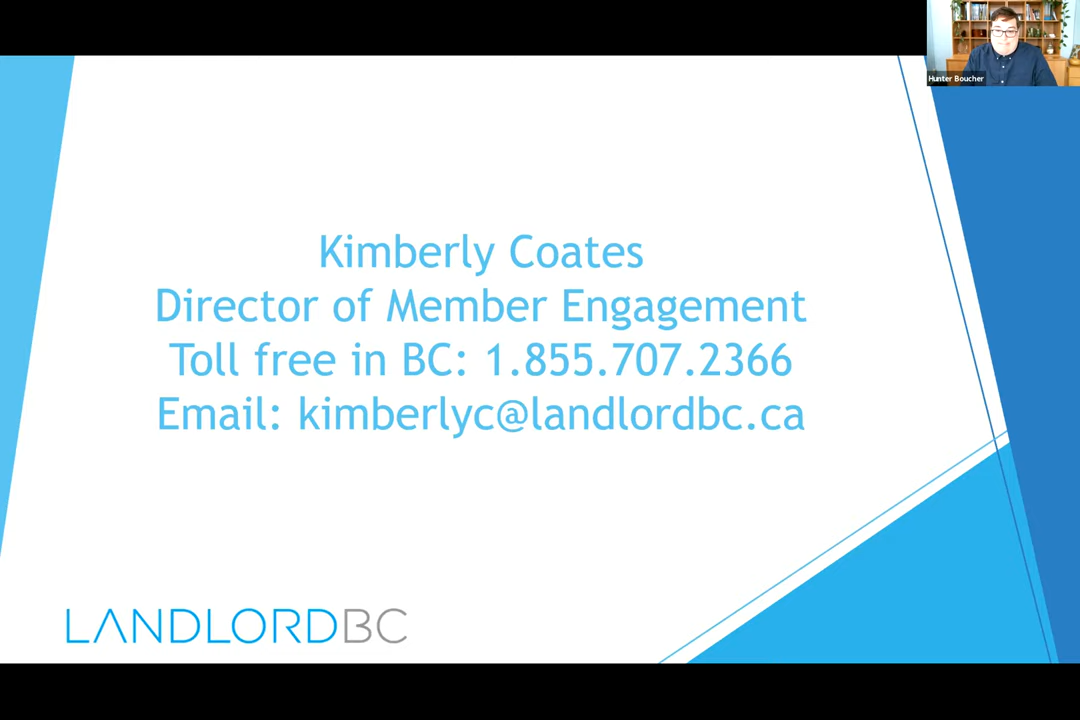 Hunter Boucher
Kimberly Coates
Director of Member Engagement
Toll free in BC: 1.855.707.2366
Email: kimberlyc@landlordbc.ca
LANDLORDBC